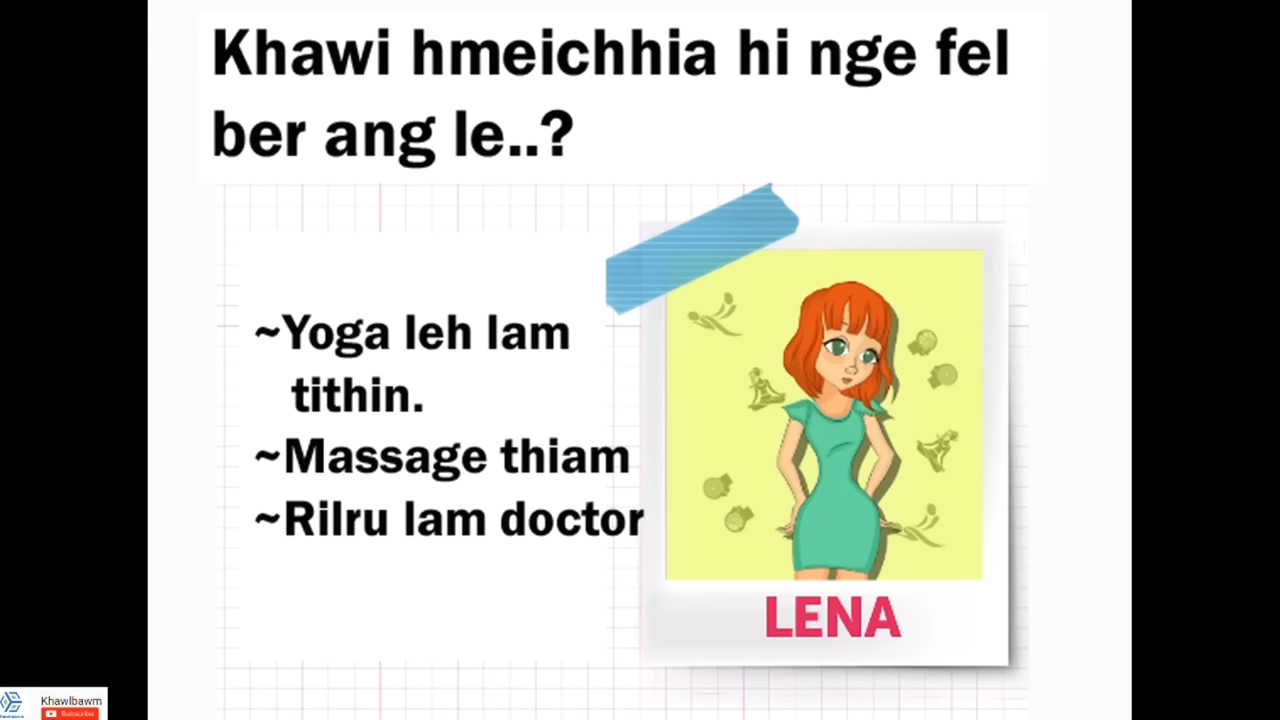 Khawi hmeichhia hi nge fel
ber ang le..?
~Yoga leh lam
tithin.
~Massage thiam
~Rilru lam doctor
LENA
Khawlbawm
Subscribe